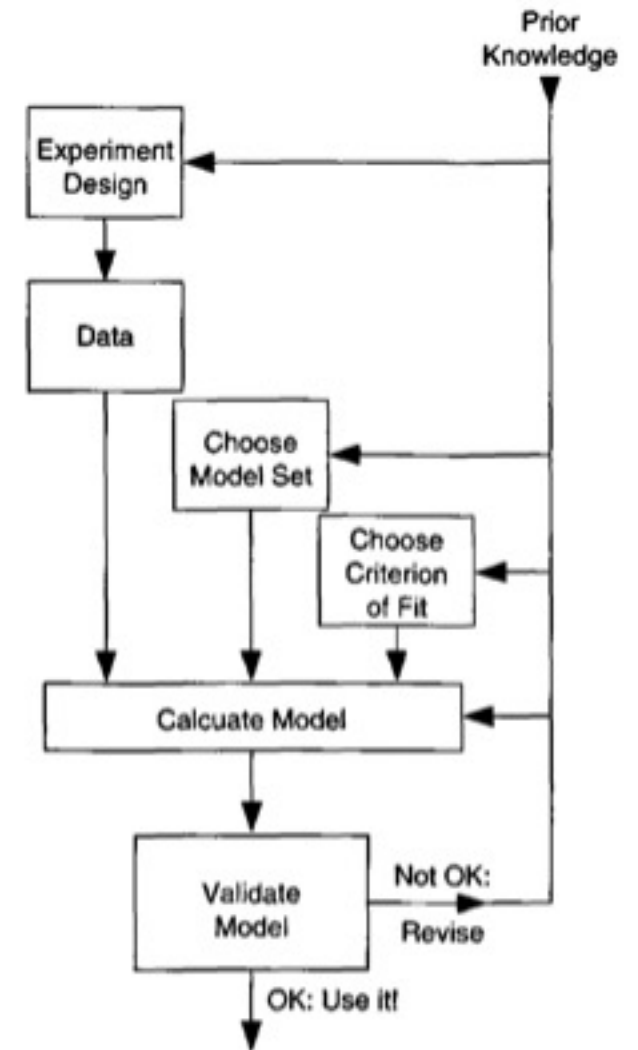 Prior
Knowledge
Experiment
Design
Data
Choose
Model Set
Choose
Criterion
of Fit
Calcuate Model
Validate
Model
Not OK:
Revise
OK: Use it!